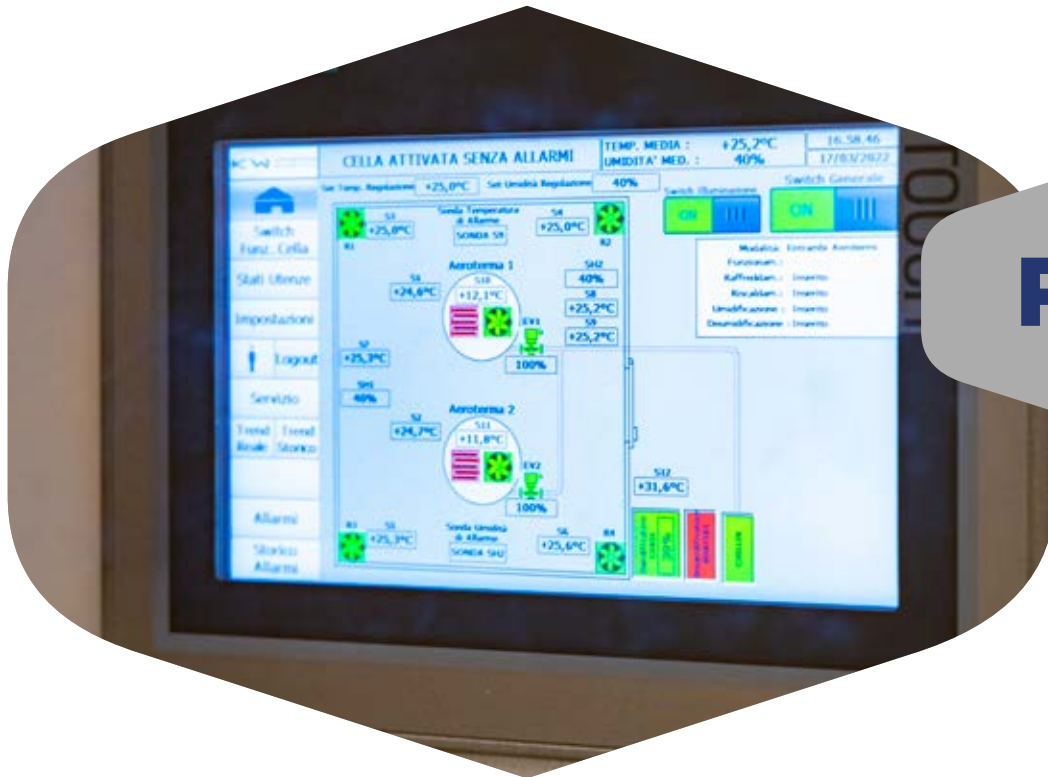 KW
CELLA ATTIVATA SENZA ALLARMI
TEMP. MEDIA : +25,2°C
UMIDITA' MED. : 40%
16.58.46
17/03/2022
Set Temp. Regolazione +25,0°C Set Umidità Regolazione 40%
Switch Illuminazione
Switch Generale
ON
ON
Switch
Funz. Cella
Stati Utenze
Impostazioni
Logout
Servizio
Trend Reale
Trend Storico
Allarmi
Storico
Allarmi
S3
+25,0°C
R1
Sonda Temperatura
di Allarme
SONDA S9
S4
+25,0°C
R2
Aeroterma 1
S10
+12,1°C
S1
+24,6°C
SH2
40%
S8
+25,2°C
S9
+25,2°C
EV1
100%
+25,3°C
SH1
40%
Aeroterma 2
S11
+11,8°C
S2
+24,7°C
EV2
100%
R3
S5
+25,3°C
Sonda Umidità
di Allarme
SONDA SH2
S6
+25,6°C
R4
S12
+31,6°C
20%
Modalità: Entrambi Aerotermi
Funzionam.:
Raffreddam.: Inserito
Riscaldam.: Inserito
Umidificazione : Inserito
Deumidificazione : Inserito
TOUCH